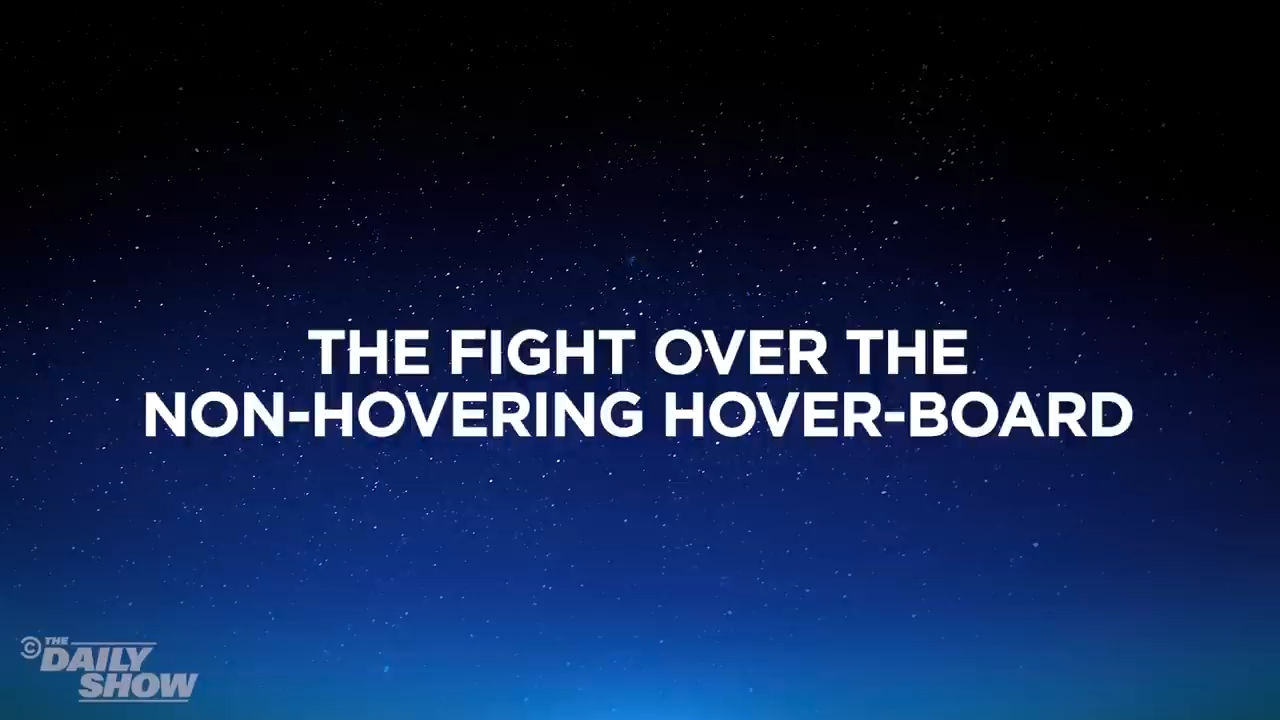 THE FIGHT OVER THE
NON-HOVERING HOVER-BOARD
THE
DAILY
SHOW